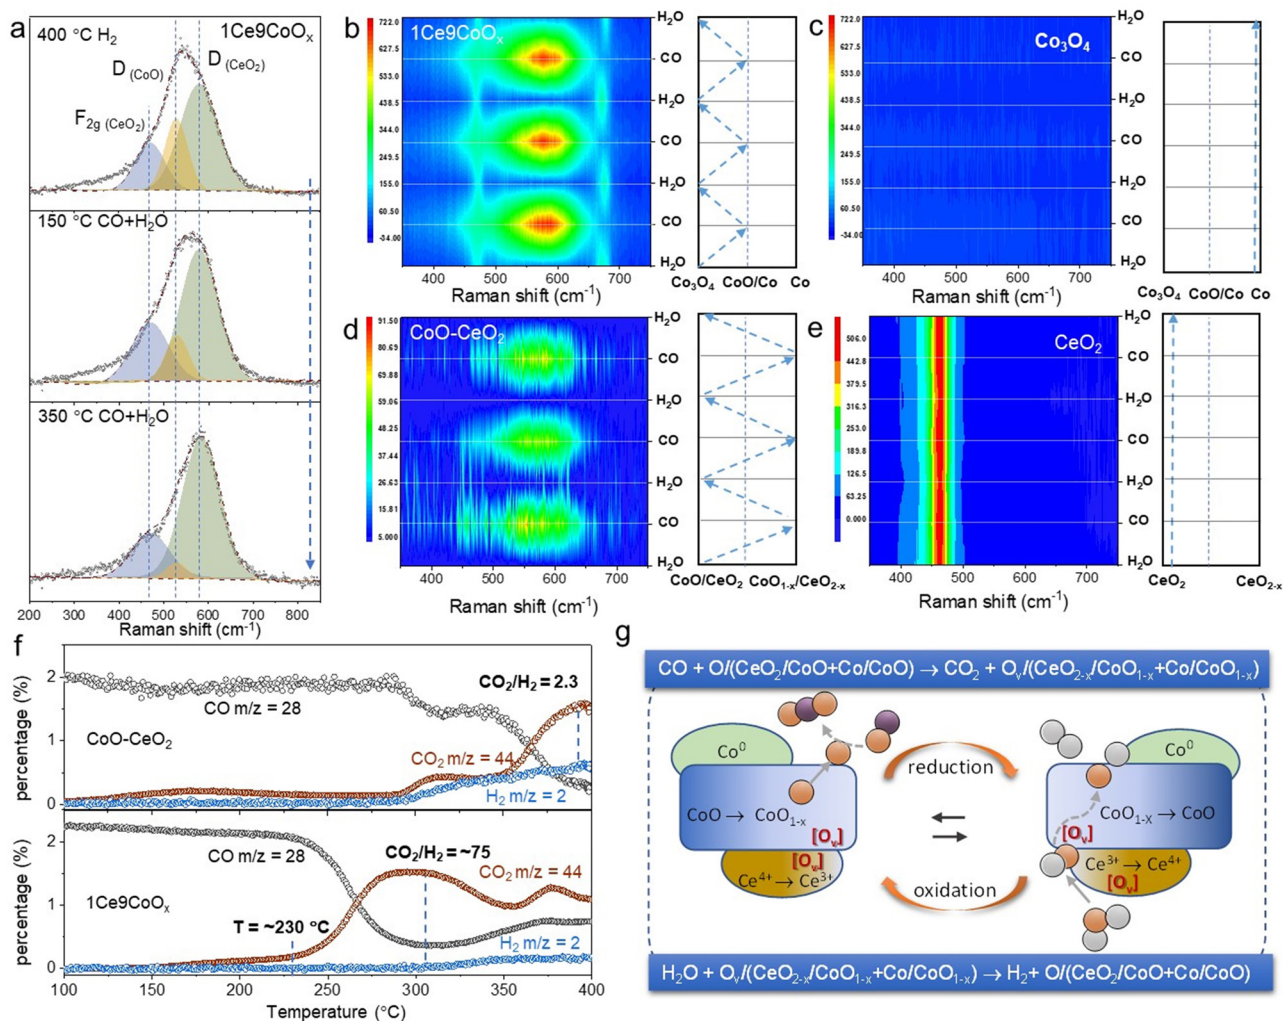 a
400 °C H2
1Ce9CoOx
D (CoO)
D (CeO2)
F2g (CeO2)
150 °C CO+H2O
350 °C CO+H2O
200 300 400 500 600 700 800
Raman shift (cm-1)
b
722.0
627.5
533.0
438.5
344.0
249.5
155.0
60.50
-34.00
1Ce9CoOx
H2O
CO
H2O
CO
H2O
CO
H2O
400 500 600 700
Raman shift (cm-1)
Co3O4 CoO/Co Co
c
722.0
627.5
533.0
438.5
344.0
249.5
155.0
60.50
-34.00
Co3O4
H2O
CO
H2O
CO
H2O
CO
H2O
400 500 600 700
Raman shift (cm-1)
Co3O4 CoO/Co Co
d
91.50
80.69
69.88
59.06
48.25
37.44
26.63
15.81
5.000
CoO-CeO2
H2O
CO
H2O
CO
H2O
CO
H2O
400 500 600 700
Raman shift (cm-1)
CoO/CeO2 CoO1-x/CeO2-x
e
506.0
442.8
379.5
316.3
253.0
189.8
126.5
63.25
0.000
CeO2
H2O
CO
H2O
CO
H2O
CO
H2O
400 500 600 700
Raman shift (cm-1)
CeO2 CeO2-x
f
percentage (%)
2
1
0
CO2/H2 = 2.3
CO m/z = 28
CoO-CeO2
CO2 m/z = 44
H2 m/z = 2
percentage (%)
2
1
0
CO m/z = 28
CO2/H2 = ~75
CO2 m/z = 44
1Ce9CoOx
T = ~230 °C
H2 m/z = 2
100 150 200 250 300 350 400
Temperature (°C)
g
CO + O/(CeO2/CoO+Co/CoO) → CO2 + Ov/(CeO2-x/CoO1-x+Co/CoO1-x)
Co0
CoO → CoO1-x
[Ov]
[Ov]
Ce4+ → Ce3+
reduction
oxidation
Co0
CoO1-X → CoO
[Ov]
Ce3+ → Ce4+
[Ov]
H2O + Ov/(CeO2-x/CoO1-x+Co/CoO1-x) → H2+ O/(CeO2/CoO+Co/CoO)